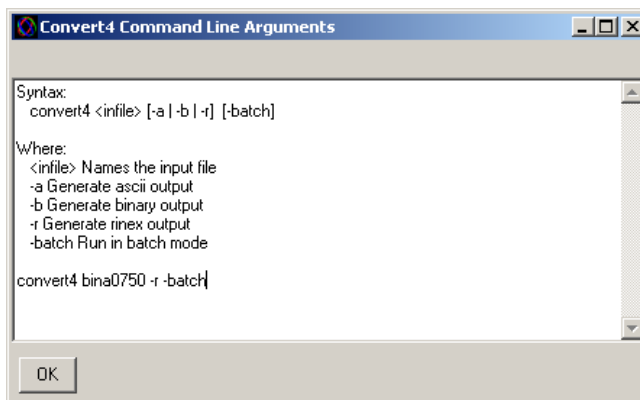 Convert4 Command Line Arguments
Syntax:
convert4 <infile> [-a | -b | -r] [-batch]
Where:
<infile> Names the input file
-a Generate ascii output
-b Generate binary output
-r Generate rinex output
-batch Run in batch mode
convert4 bina0750 -r -batch
OK